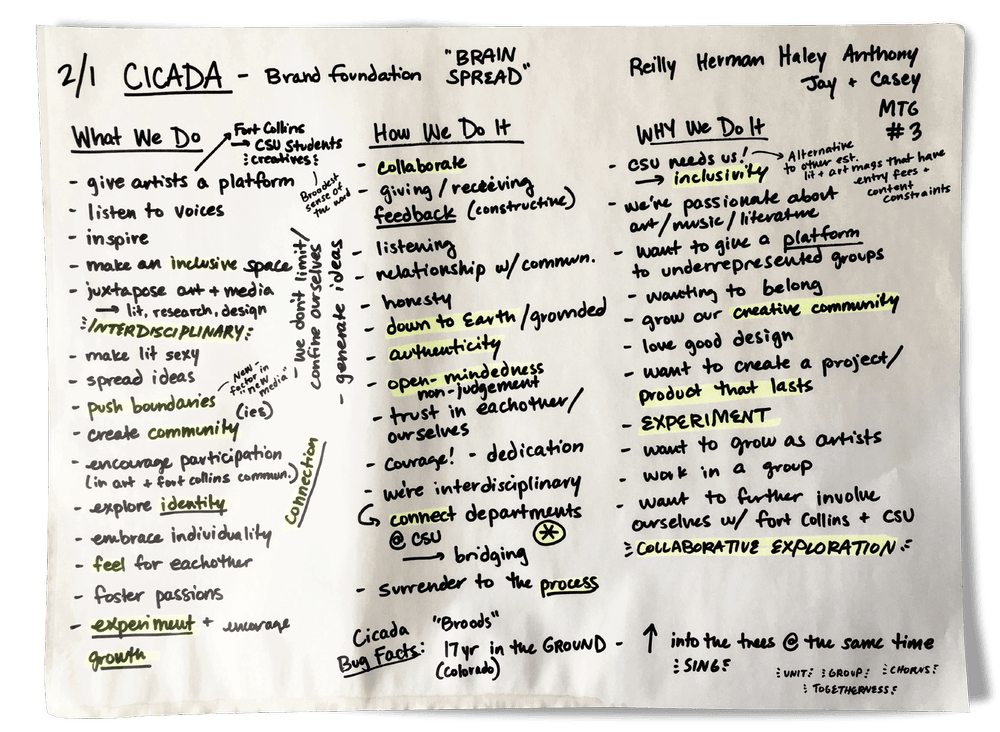 2/1 CICADA - Brand Foundation "BRAIN SPREAD"
Reilly Herman Haley Anthony
Jay + Casey
MTG
#3
What We Do
Fort Collins
→ CSU Students
creatives
Broadest
sense of
the word
- give artists a platform
- listen to voices
- inspire
- make an inclusive space
- juxtapose art + media
→ lit, research, design
INTERDISCIPLINARY
- make lit sexy
- spread ideas
- push boundaries
New -
factor in
"new
media"
(ies)
- create community
- encourage participation
(in art + fort collins commun.)
- explore identity
- embrace individuality
- feel for eachother
- foster passions
- experiment + encourage
growth
- we don't limit/
confine ourselves
- generate ideas
Connection
How We Do It
- collaborate
- giving / receiving
feedback (constructive)
- listening
- relationship w/ commun.
- honesty
- down to Earth / grounded
- authenticity
- open-mindedness
non-judgement
- trust in eachother/
ourselves
- courage! - dedication
- we're interdisciplinary
connect departments
@ CSU
→ bridging
- surrender to the process
WHY We Do It
- CSU needs us!
→ inclusivity
→ Alternative
to other est.
lit + art mags that have
entry fees +
content
constraints
- we're passionate about
art/music/literature
- want to give a platform
to underrepresented groups
- wanting to belong
- grow our creative community
- love good design
- want to create a project/
product that lasts
- EXPERIMENT
- want to grow as artists
- work in a group
- want to further involve
ourselves w/ fort Collins + CSU
COLLABORATIVE EXPLORATION
Cicada
Bug Facts:
"Broods"
17yr in the GROUND - ↑ into the trees @ the same time
(Colorado)
SING
UNIT GROUP CHORUS
TOGETHERNESS